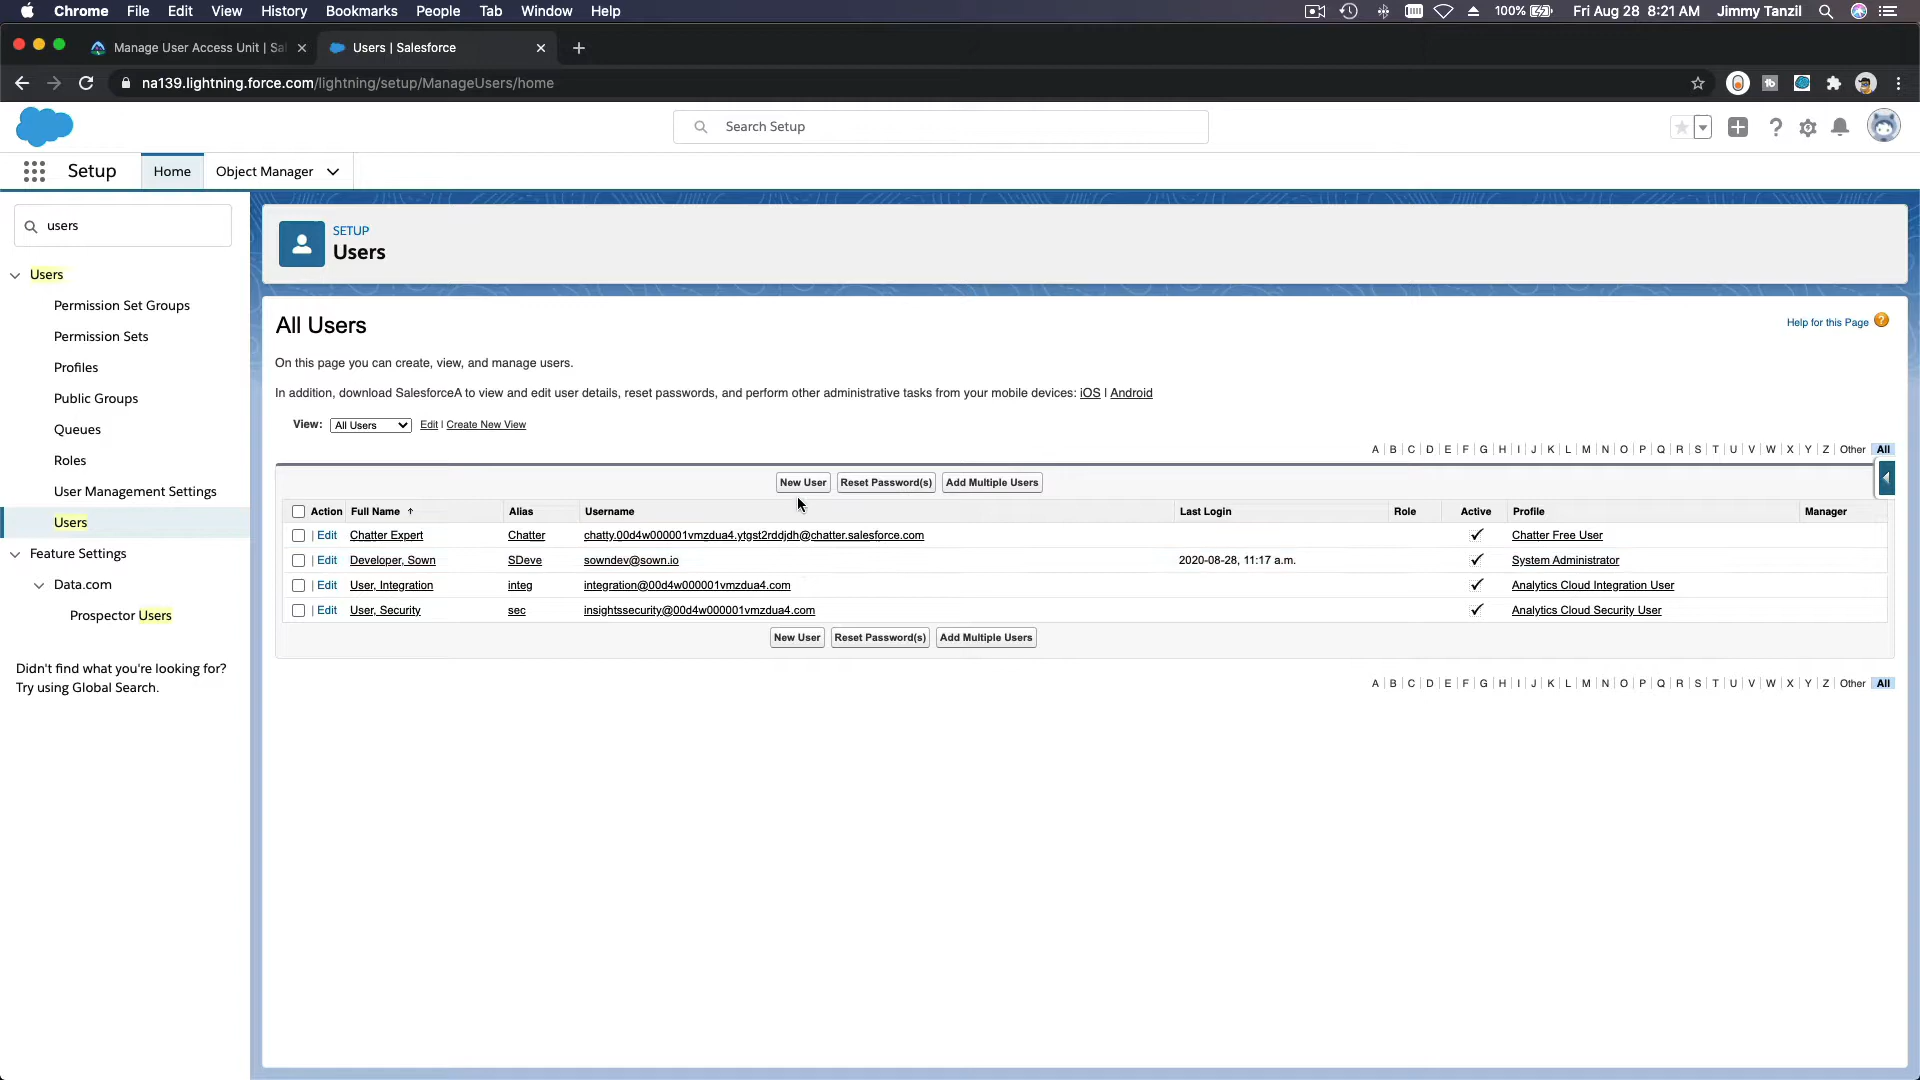 Chrome File Edit View History Bookmarks People Tab Window Help 100% Fri Aug 28 8:21 AM Jimmy Tanzil
Manage User Access Unit | Sal Users | Salesforce
na139.lightning.force.com/lightning/setup/ManageUsers/home
Search Setup
Setup Home Object Manager
users
Users
Permission Set Groups
Permission Sets
Profiles
Public Groups
Queues
Roles
User Management Settings
Users
Feature Settings
Data.com
Prospector Users
Didn't find what you're looking for?
Try using Global Search.
SETUP
Users
All Users
Help for this Page ?
On this page you can create, view, and manage users.
In addition, download SalesforceA to view and edit user details, reset passwords, and perform other administrative tasks from your mobile devices: iOS | Android
View: All Users Edit | Create New View
A | B | C | D | E | F | G | H | I | J | K | L | M | N | O | P | Q | R | S | T | U | V | W | X | Y | Z | Other All
New User Reset Password(s) Add Multiple Users
Action Full Name ↑ Alias Username Last Login Role Active Profile Manager
| Edit Chatter Expert Chatter chatty.00d4w000001vmzdua4.ytgst2rddjdh@chatter.salesforce.com ✓ Chatter Free User
| Edit Developer, Sown SDeve sowndev@sown.io 2020-08-28, 11:17 a.m. ✓ System Administrator
| Edit User, Integration integ integration@00d4w000001vmzdua4.com ✓ Analytics Cloud Integration User
| Edit User, Security sec insightssecurity@00d4w000001vmzdua4.com ✓ Analytics Cloud Security User
New User Reset Password(s) Add Multiple Users
A | B | C | D | E | F | G | H | I | J | K | L | M | N | O | P | Q | R | S | T | U | V | W | X | Y | Z | Other All